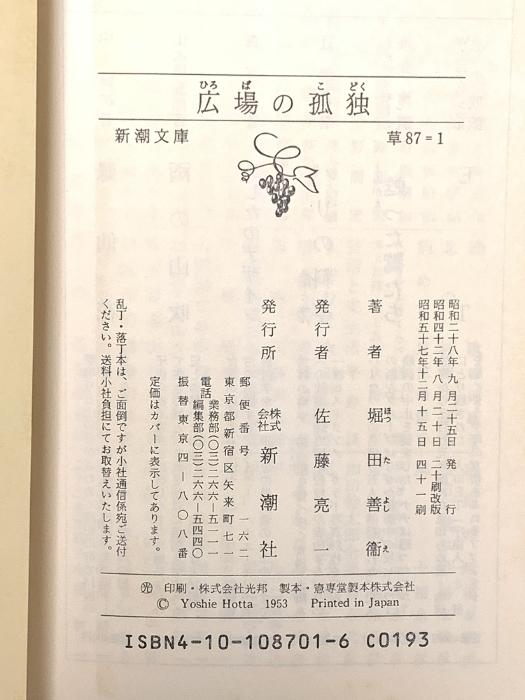 ひろ ば こ どく
広場の孤独
新潮文庫 草87=1
昭和二十八年九月二十五日 発行
昭和四十二年八月二十日 二十刷改版
昭和五十七年十二月十五日 四十一刷
著者 堀田善衞
ほっ た よし え
発行者 佐藤亮一
発行所 株式会社 新潮社
郵便番号 一六二
東京都新宿区矢来町七一
電話 業務部(〇三)二六六—五一一一
編集部(〇三)二六六—五四四〇
振替東京四—八〇八番
定価はカバーに表示してあります。
乱丁・落丁本は、ご面倒ですが小社通信係宛ご送付
ください。送料小社負担にてお取替えいたします。
光 印刷・株式会社光邦 製本・憲専堂製本株式会社
© Yoshie Hotta 1953 Printed in Japan
ISBN4-10-108701-6 C0193